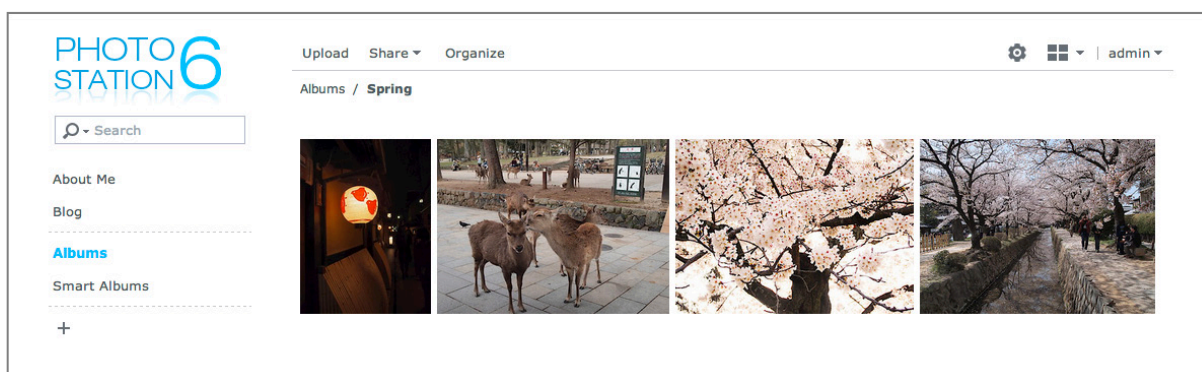 PHOTO
STATION 6
Search
About Me
Blog
Albums
Smart Albums
+
Upload Share Organize
| admin
Albums / Spring